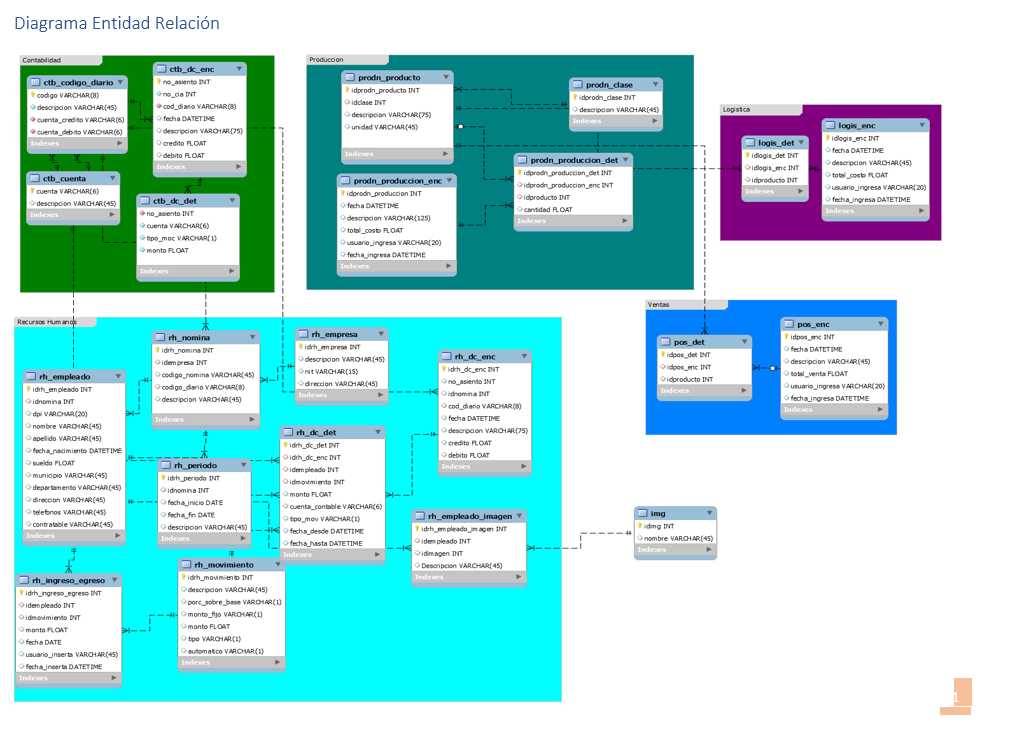 Diagrama Entidad Relación
Contabilidad
ctb_codigo_diario
codigo VARCHAR(8)
descripcion VARCHAR(45)
cuenta_credito VARCHAR(6)
cuenta_debito VARCHAR(6)
Indexes
ctb_dc_enc
no_asiento INT
no_cia INT
cod_diario VARCHAR(8)
fecha DATETIME
descripcion VARCHAR(75)
credito FLOAT
debito FLOAT
Indexes
ctb_cuenta
cuenta VARCHAR(6)
descripcion VARCHAR(45)
Indexes
ctb_dc_det
no_asiento INT
cuenta VARCHAR(6)
tipo_moc VARCHAR(1)
monto FLOAT
Indexes
Produccion
prodn_producto
idprodn_producto INT
idclase INT
descripcion VARCHAR(75)
unidad VARCHAR(45)
Indexes
prodn_clase
idprodn_clase INT
descripcion VARCHAR(45)
Indexes
prodn_produccion_enc
idprodn_produccion INT
fecha DATETIME
descripcion VARCHAR(125)
total_costo FLOAT
usuario_ingresa VARCHAR(20)
fecha_ingresa DATETIME
Indexes
prodn_produccion_det
idprodn_produccion_det INT
idprodn_produccion_enc INT
idproducto INT
cantidad FLOAT
Indexes
Logistica
logis_det
idlogis_det INT
idlogis_enc INT
idproducto INT
Indexes
logis_enc
idlogis_enc INT
fecha DATETIME
descripcion VARCHAR(45)
total_costo FLOAT
usuario_ingresa VARCHAR(20)
fecha_ingresa DATETIME
Indexes
Ventas
pos_det
idpos_det INT
idpos_enc INT
idproducto INT
Indexes
pos_enc
idpos_enc INT
fecha DATETIME
descripcion VARCHAR(45)
total_venta FLOAT
usuario_ingresa VARCHAR(20)
fecha_ingresa DATETIME
Indexes
Recursos Humanos
rh_empleado
idrh_empleado INT
idnomina INT
dpi VARCHAR(20)
nombre VARCHAR(45)
apellido VARCHAR(45)
fecha_nacimiento DATETIME
sueldo FLOAT
municipio VARCHAR(45)
departamento VARCHAR(45)
direccion VARCHAR(45)
telefonos VARCHAR(45)
contratable VARCHAR(45)
Indexes
rh_nomina
idrh_nomina INT
idempresa INT
codigo_nomina VARCHAR(45)
codigo_diario VARCHAR(8)
descripcion VARCHAR(45)
Indexes
rh_empresa
idrh_empresa INT
descripcion VARCHAR(45)
nit VARCHAR(15)
direccion VARCHAR(45)
Indexes
rh_dc_enc
idrh_dc_enc INT
no_asiento INT
idnomina INT
cod_diario VARCHAR(8)
fecha DATETIME
descripcion VARCHAR(75)
credito FLOAT
debito FLOAT
Indexes
rh_periodo
idrh_periodo INT
idnomina INT
fecha_inicio DATE
fecha_fin DATE
descripcion VARCHAR(45)
Indexes
rh_dc_det
idrh_dc_det INT
idrh_dc_enc INT
idempleado INT
idmovimiento INT
monto FLOAT
cuenta_contable VARCHAR(6)
tipo_mov VARCHAR(1)
fecha_desde DATETIME
fecha_hasta DATETIME
Indexes
rh_empleado_imagen
idrh_empleado_imagen INT
idempleado INT
idimagen INT
Descripcion VARCHAR(45)
Indexes
img
idimg INT
nombre VARCHAR(45)
Indexes
rh_ingreso_egreso
idrh_ingreso_egreso INT
idempleado INT
idmovimiento INT
monto FLOAT
fecha DATE
usuario_inserta VARCHAR(45)
fecha_inserta DATETIME
Indexes
rh_movimiento
idrh_movimiento INT
descripcion VARCHAR(45)
porc_sobre_base VARCHAR(1)
monto_fijo VARCHAR(1)
monto FLOAT
tipo VARCHAR(1)
automatico VARCHAR(1)
Indexes
1